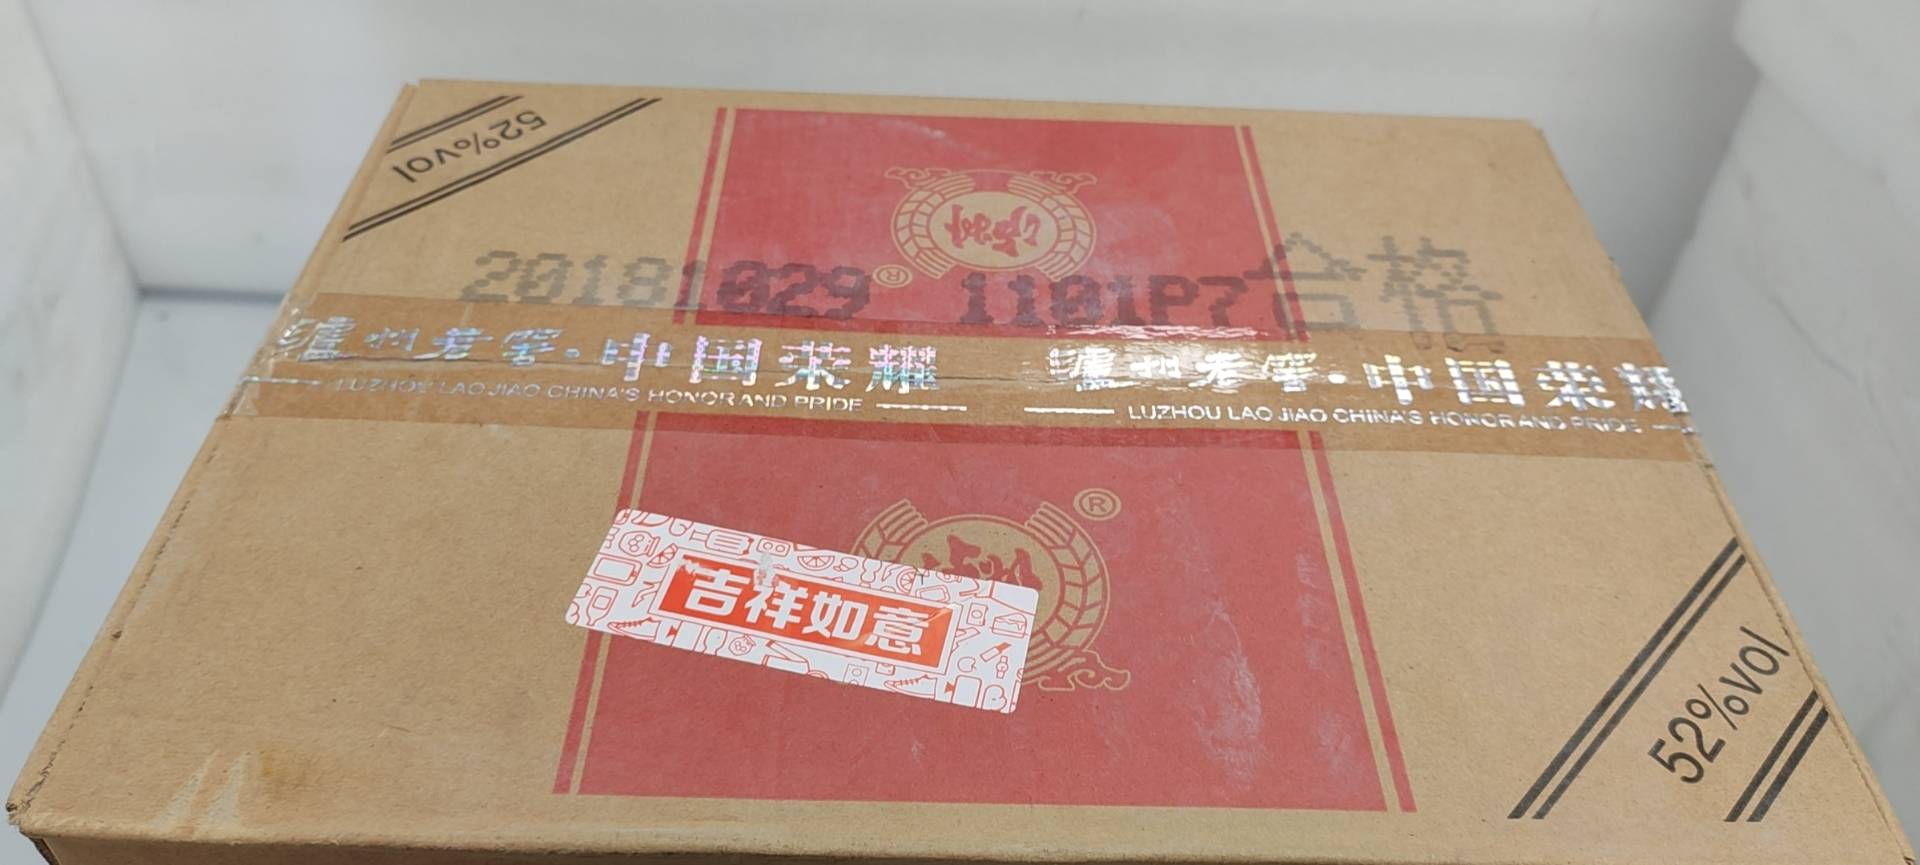 52%vol
20181029 1101P7合格
泸州老窖·中国荣耀 泸州老窖·中国荣耀
LUZHOU LAO JIAO CHINA'S HONOR AND PRIDE LUZHOU LAO JIAO CHINA'S HONOR AND PRIDE
®
®
吉祥如意
52%vol